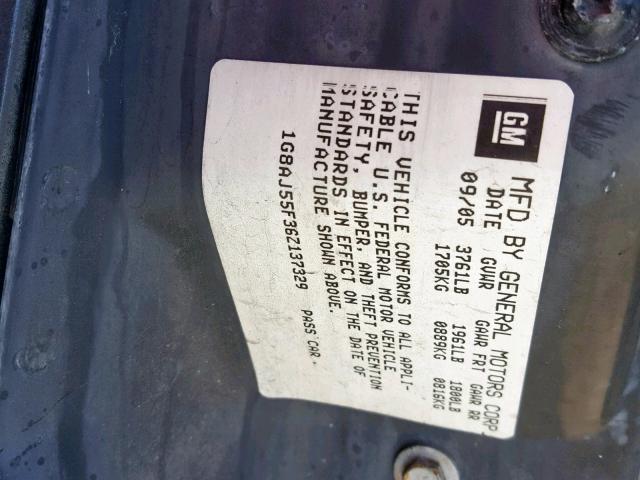 GM MFD BY GENERAL MOTORS CORP
DATE GVWR GAWR FRT GAWR RR
09/05 3761LB 1961LB 1800LB
1705KG 0889KG 0816KG
THIS VEHICLE CONFORMS TO ALL APPLI-
CABLE U.S. FEDERAL MOTOR VEHICLE
SAFETY, BUMPER, AND THEFT PREVENTION
STANDARDS IN EFFECT ON THE DATE OF
MANUFACTURE SHOWN ABOVE.
1G8AJ55F36Z137329 PASS CAR